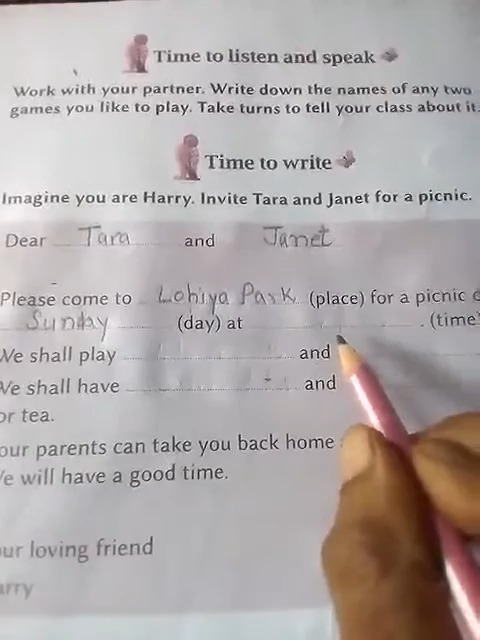 Time to listen and speak
Work with your partner. Write down the names of any two
games you like to play. Take turns to tell your class about it.
Time to write
Imagine you are Harry. Invite Tara and Janet for a picnic.
Dear Tara and Janet
Please come to Lohiya Park (place) for a picnic
Sunday (day) at . (time
We shall play and
We shall have and
or tea.
our parents can take you back home
We will have a good time.
our loving friend
arry